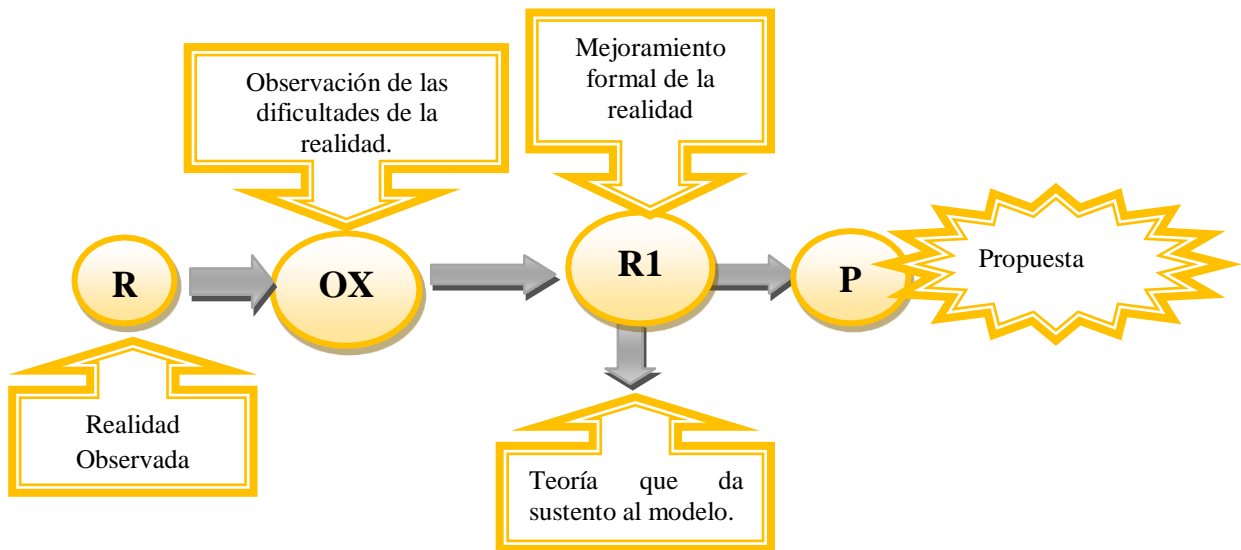 Observación de las
dificultades de la
realidad.
Mejoramiento
formal de la
realidad
R
OX
R1
P
Propuesta
Realidad
Observada
Teoría que da
sustento al modelo.